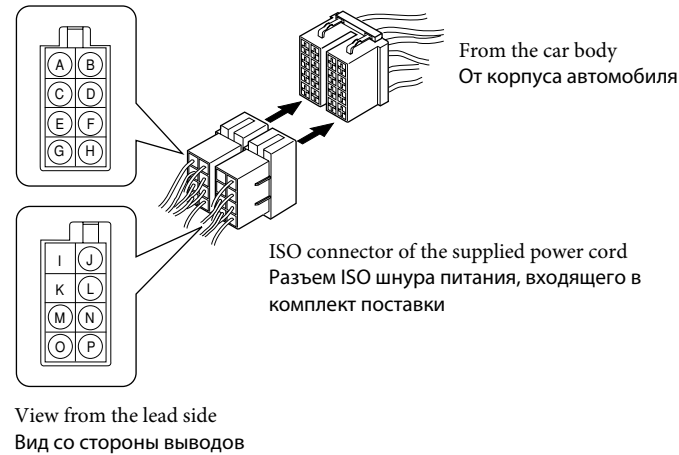 A B
C D
E F
G H
From the car body
От корпуса автомобиля
I J
K L
M N
O P
ISO connector of the supplied power cord
Разъем ISO шнура питания, входящего в
комплект поставки
View from the lead side
Вид со стороны выводов